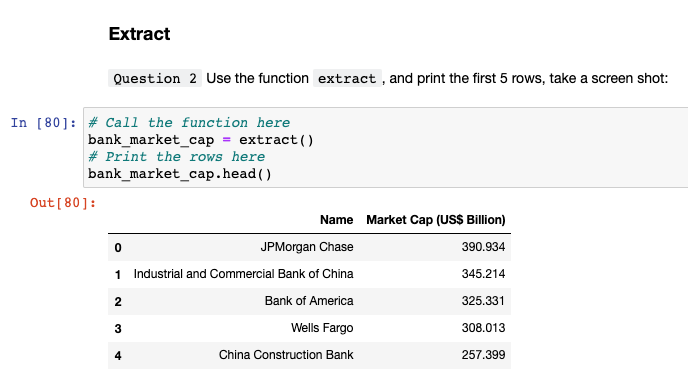 Extract
Question 2 Use the function extract , and print the first 5 rows, take a screen shot:
In [80]: # Call the function here
bank_market_cap = extract()
# Print the rows here
bank_market_cap.head()
Out[80]:
Name Market Cap (US$ Billion)
0 JPMorgan Chase 390.934
1 Industrial and Commercial Bank of China 345.214
2 Bank of America 325.331
3 Wells Fargo 308.013
4 China Construction Bank 257.399